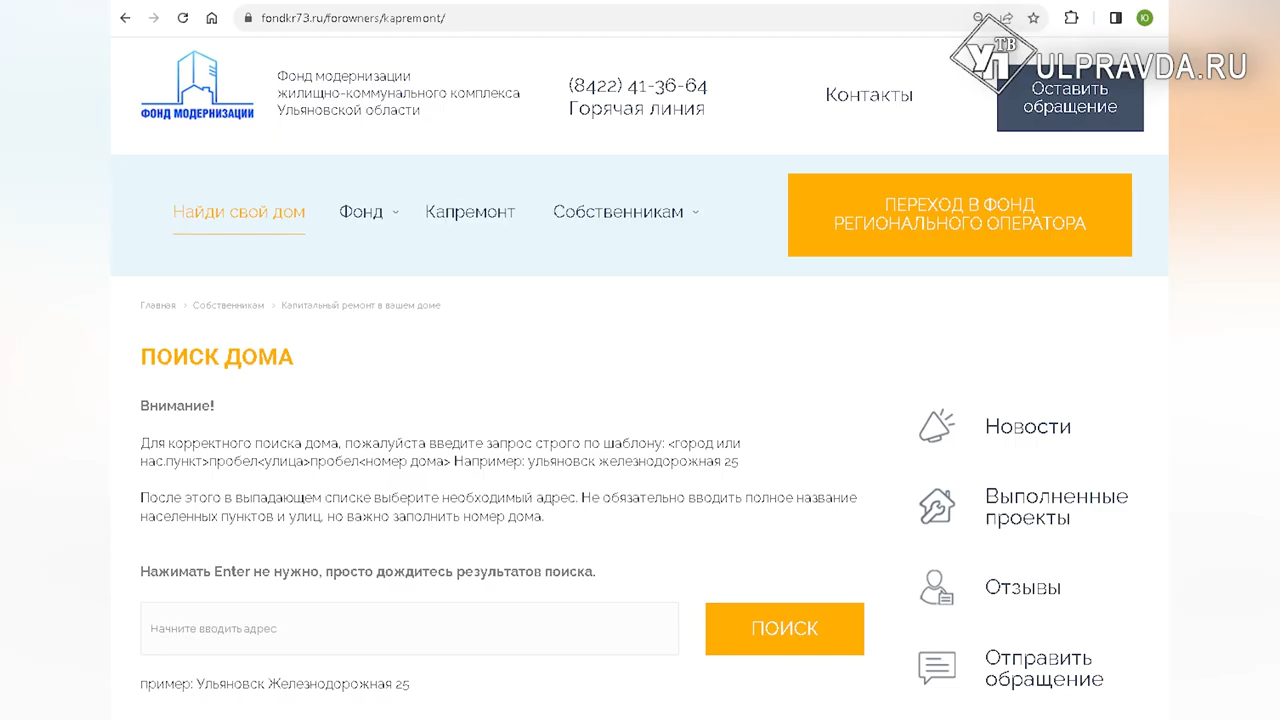 fondkr73.ru/forowners/kapremont/
Ю
УП ТВ
ULPRAVDA.RU
ФОНД МОДЕРНИЗАЦИИ
Фонд модернизации
жилищно-коммунального комплекса
Ульяновской области
(8422) 41-36-64
Горячая линия
Контакты
Оставить
обращение
Найди свой дом
Фонд
Капремонт
Собственникам
ПЕРЕХОД В ФОНД
РЕГИОНАЛЬНОГО ОПЕРАТОРА
Главная > Собственникам > Капитальный ремонт в вашем доме
ПОИСК ДОМА
Внимание!
Для корректного поиска дома, пожалуйста введите запрос строго по шаблону: <город или
нас.пункт>пробел<улица>пробел<номер дома> Например: ульяновск железнодорожная 25
После этого в выпадающем списке выберите необходимый адрес. Не обязательно вводить полное название
населенных пунктов и улиц, но важно заполнить номер дома.
Нажимать Enter не нужно, просто дождитесь результатов поиска.
Начните вводить адрес
ПОИСК
пример: Ульяновск Железнодорожная 25
Новости
Выполненные
проекты
Отзывы
Отправить
обращение